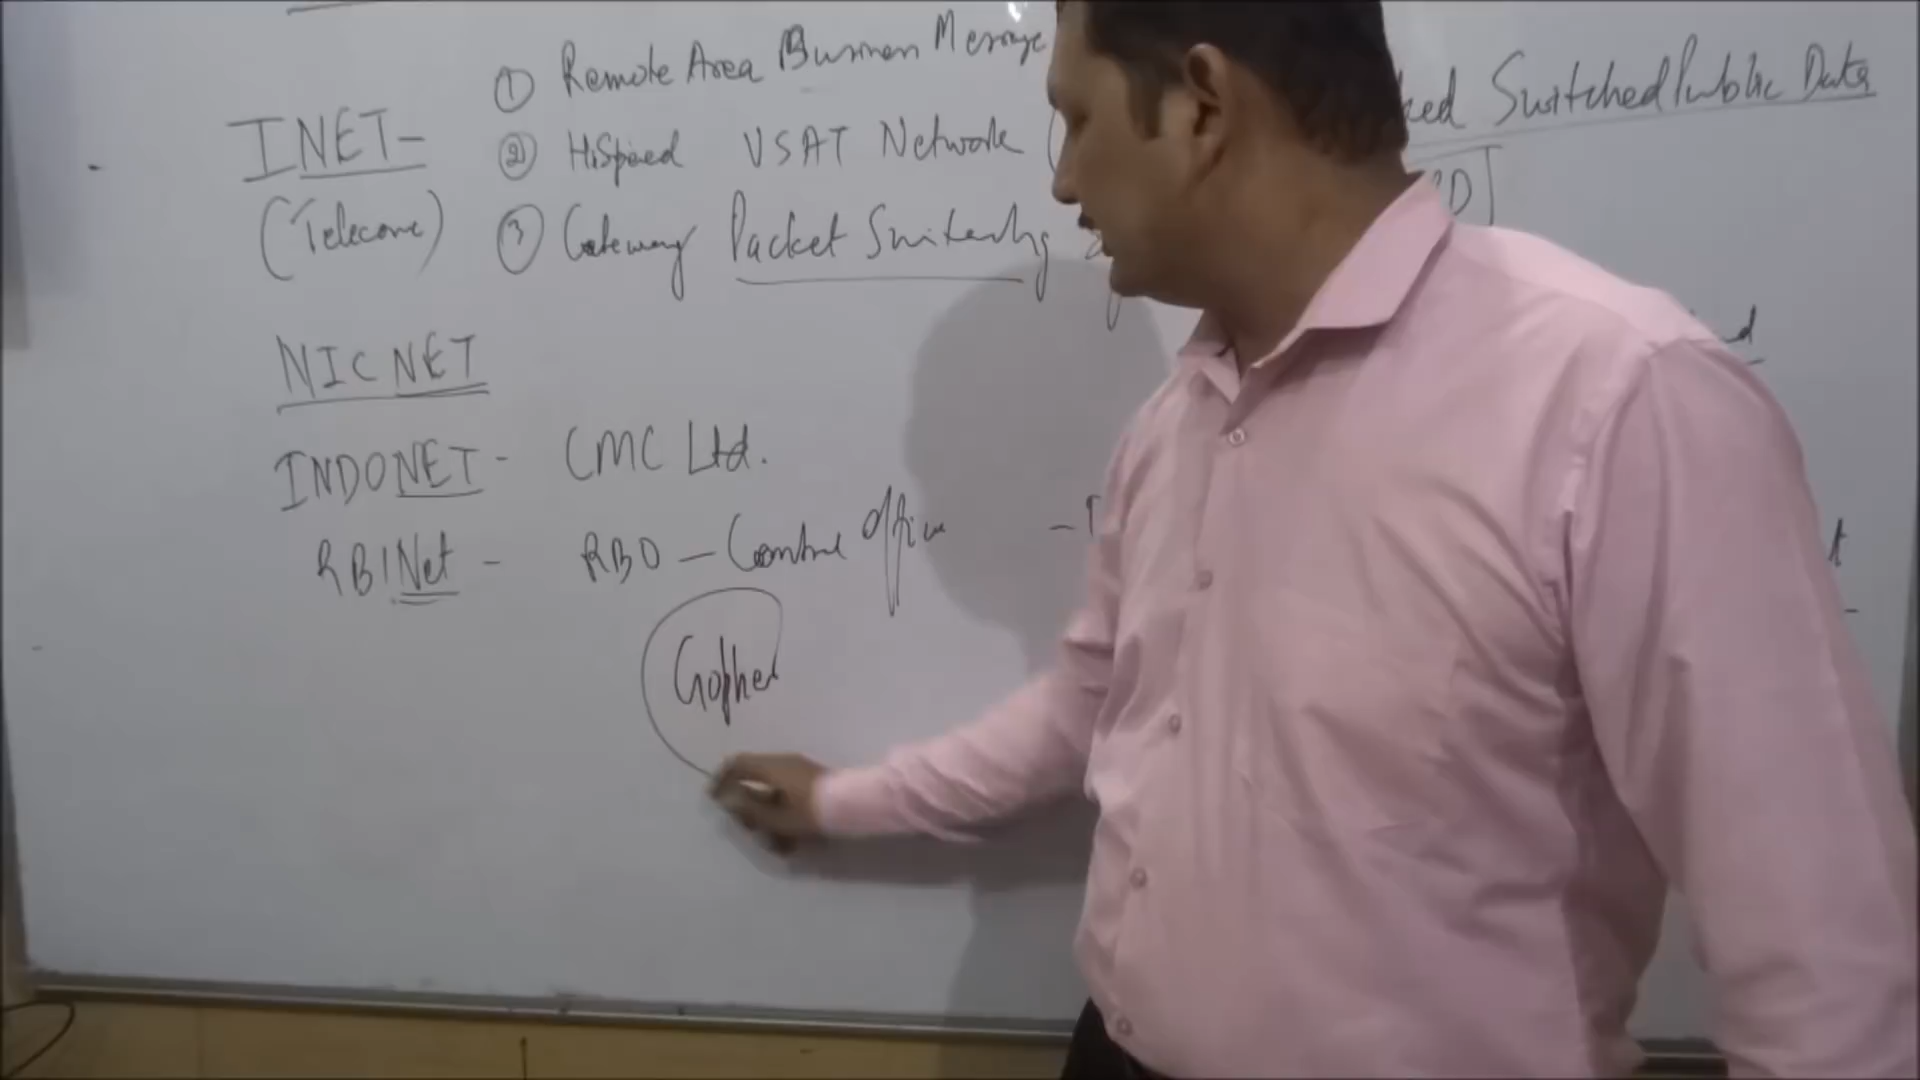 ① Remote Area Business Message
INET- ② HiSpeed VSAT Network ( Switched Public Data
(Telecom) ③ Gateway Packet Switching
NICNET
INDONET - CMC Ltd.
RBINet - RBO - Central Office -
Gopher